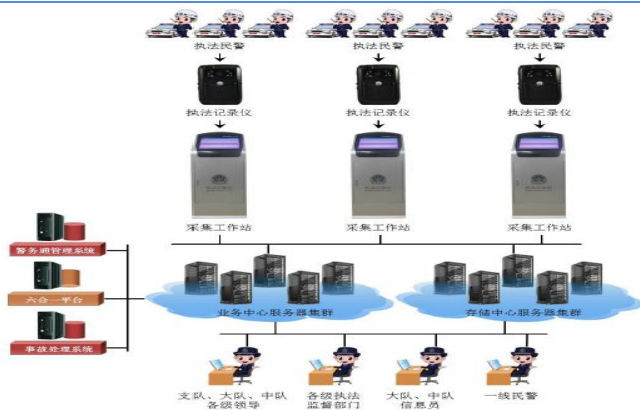 执法民警 执法民警 执法民警
执法记录仪 执法记录仪 执法记录仪
采集工作站 采集工作站 采集工作站
警务通管理系统
六合一平台
业务中心服务器集群 存储中心服务器集群
事故处理系统
支队、大队、中队 各级执法 大队、中队 一线民警
各级领导 监督部门 信息员